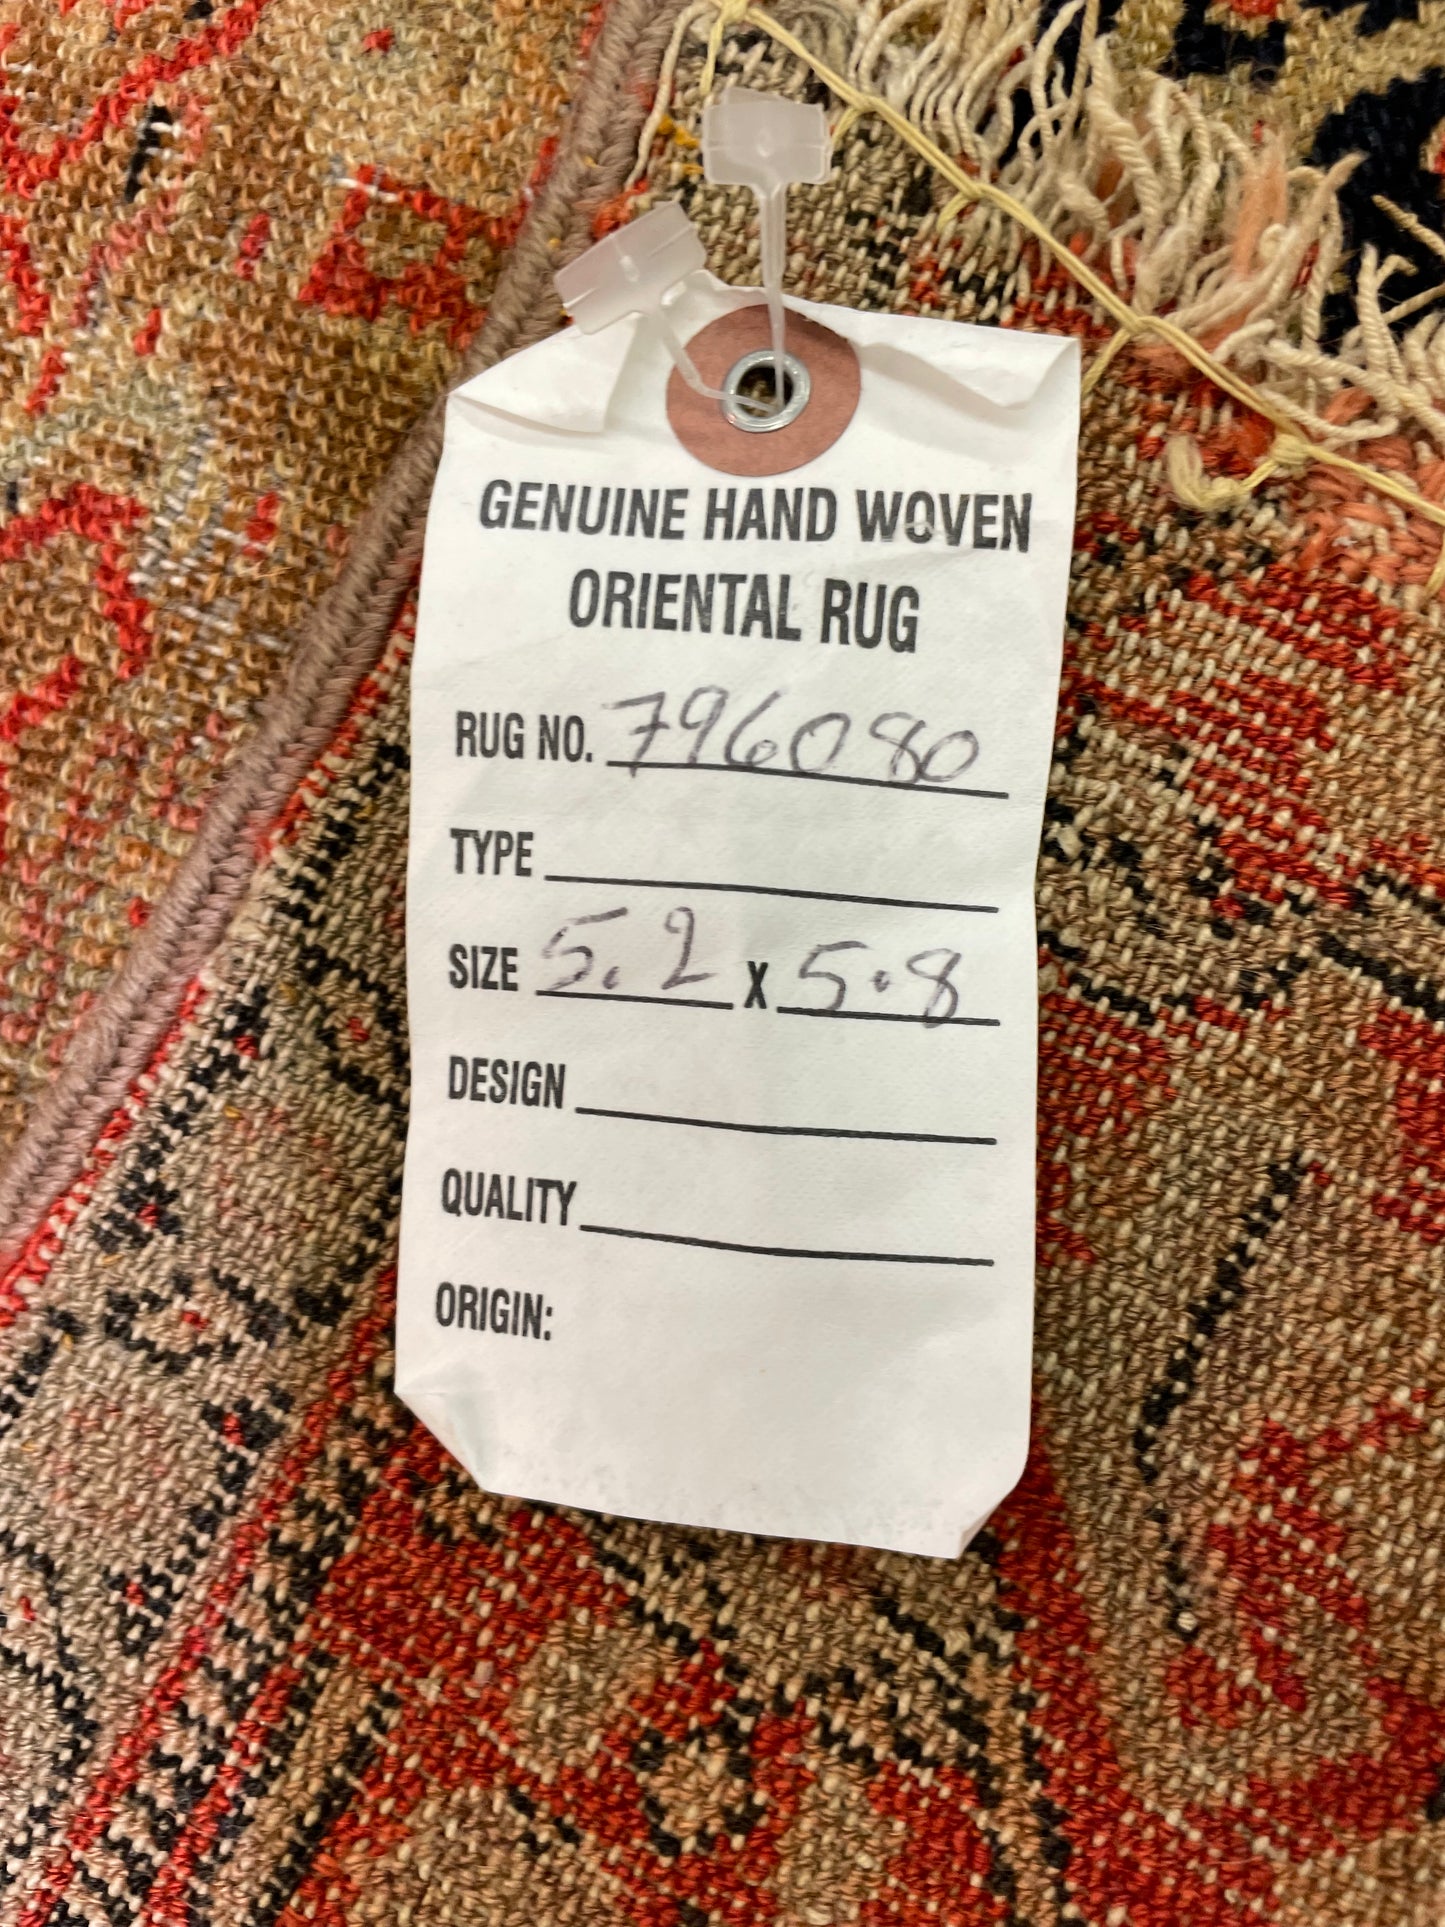 GENUINE HAND WOVEN
ORIENTAL RUG
RUG NO. 796080
TYPE
SIZE 5.2 X 5.8
DESIGN
QUALITY
ORIGIN: